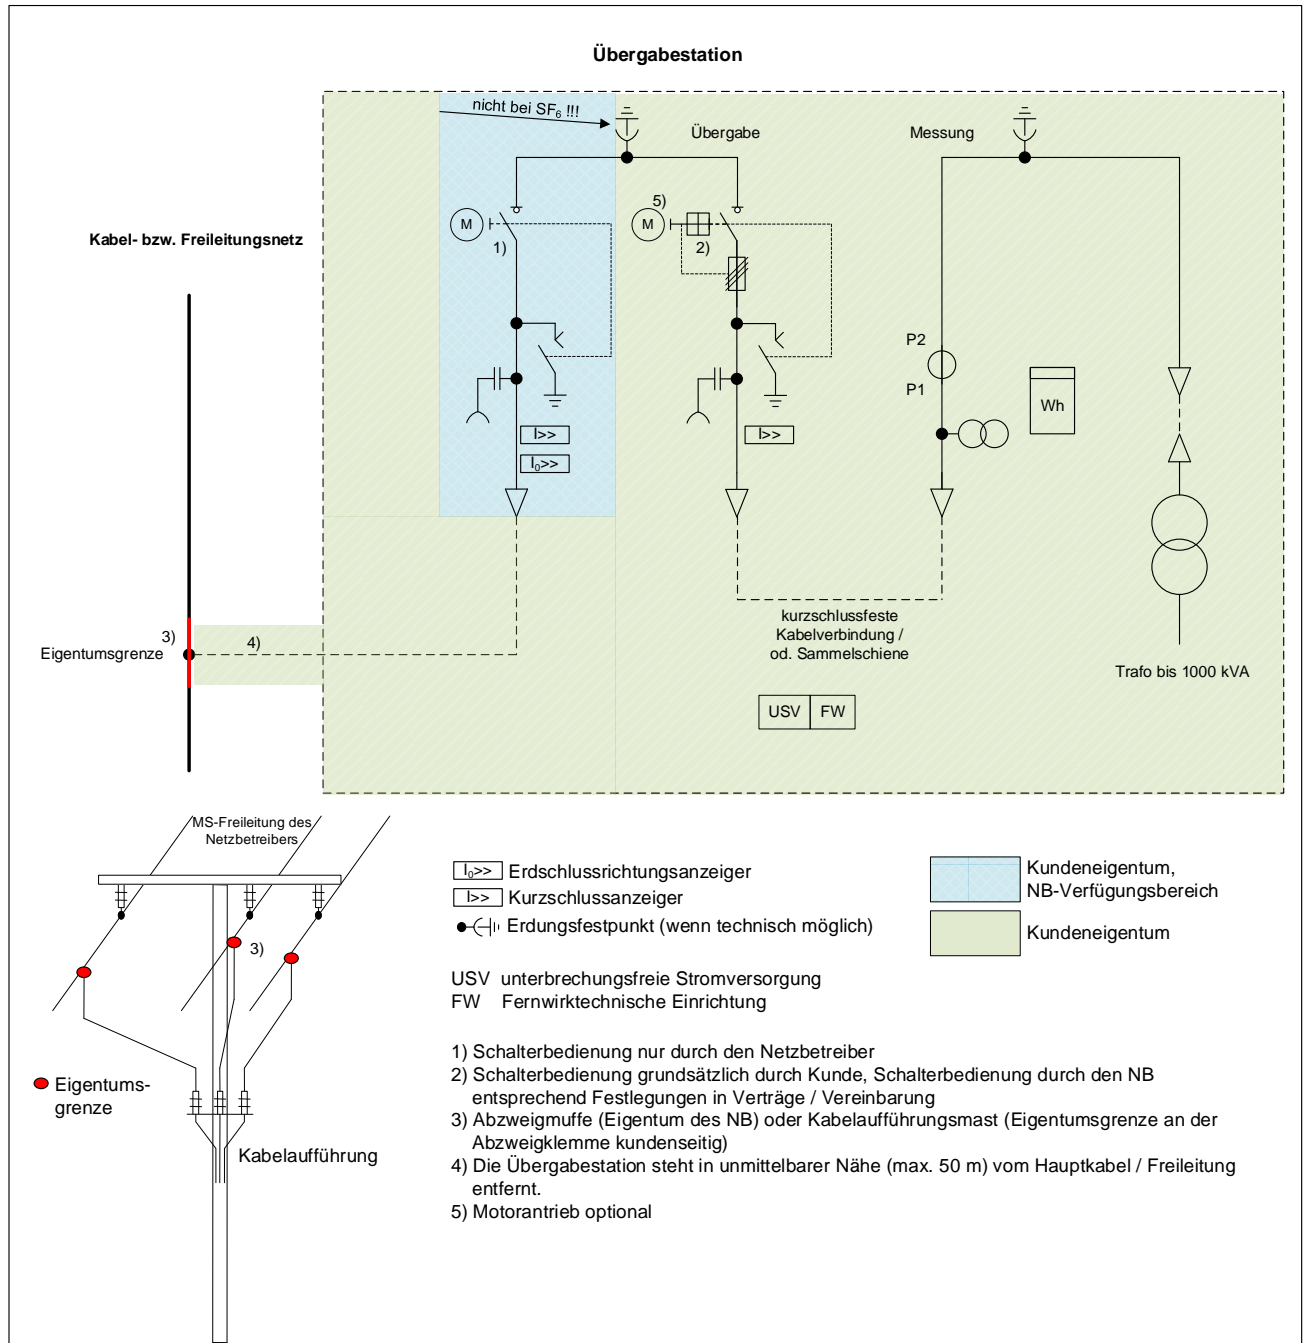 Übergabestation
nicht bei SF₆ !!!
Übergabe
Messung
5)
M
M
1)
2)
Kabel- bzw. Freileitungsnetz
P2
P1
Wh
I>>
I>>
I₀>>
kurzschlussfeste
Kabelverbindung /
od. Sammelschiene
3)
4)
Eigentumsgrenze
Trafo bis 1000 kVA
USV FW
MS-Freileitung des
Netzbetreibers
3)
Eigentums-
grenze
Kabelaufführung
I₀>> Erdschlussrichtungsanzeiger
I>> Kurzschlussanzeiger
Erdungsfestpunkt (wenn technisch möglich)
Kundeneigentum,
NB-Verfügungsbereich
Kundeneigentum
USV unterbrechungsfreie Stromversorgung
FW Fernwirktechnische Einrichtung
1) Schalterbedienung nur durch den Netzbetreiber
2) Schalterbedienung grundsätzlich durch Kunde, Schalterbedienung durch den NB
entsprechend Festlegungen in Verträge / Vereinbarung
3) Abzweigmuffe (Eigentum des NB) oder Kabelaufführungsmast (Eigentumsgrenze an der
Abzweigklemme kundenseitig)
4) Die Übergabestation steht in unmittelbarer Nähe (max. 50 m) vom Hauptkabel / Freileitung
entfernt.
5) Motorantrieb optional